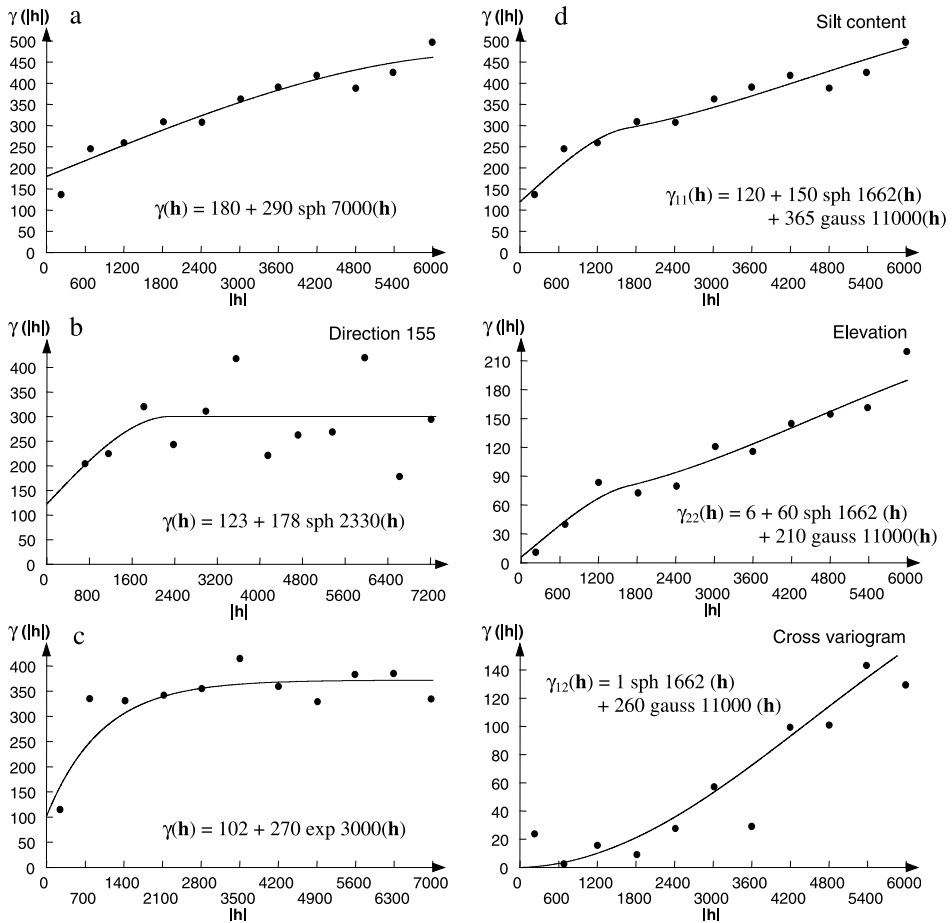 γ (|h|) a
500
450
400
350
300
250
200
150
100
50
0
γ(h) = 180 + 290 sph 7000(h)
0 1200 2400 3600 4800 6000
600 1800 3000 4200 5400
|h|
γ (|h|) b Direction 155
400
350
300
250
200
150
100
50
0
γ(h) = 123 + 178 sph 2330(h)
0 1600 3200 4800 6400
800 2400 4000 5600 7200
|h|
γ (|h|) c
400
350
300
250
200
150
100
50
0
γ(h) = 102 + 270 exp 3000(h)
0 1400 2800 4200 5600 7000
700 2100 3500 4900 6300
|h|
γ (|h|) d Silt content
500
450
400
350
300
250
200
150
100
50
0
γ₁₁(h) = 120 + 150 sph 1662(h)
+ 365 gauss 11000(h)
0 1200 2400 3600 4800 6000
600 1800 3000 4200 5400
|h|
γ (|h|) Elevation
210
180
150
120
90
60
30
0
γ₂₂(h) = 6 + 60 sph 1662 (h)
+ 210 gauss 11000(h)
0 1200 2400 3600 4800 6000
600 1800 3000 4200 5400
|h|
γ (|h|) Cross variogram
140
120
100
80
60
40
20
0
γ₁₂(h) = 1 sph 1662 (h)
+ 260 gauss 11000 (h)
0 1200 2400 3600 4800 6000
600 1800 3000 4200 5400
|h|